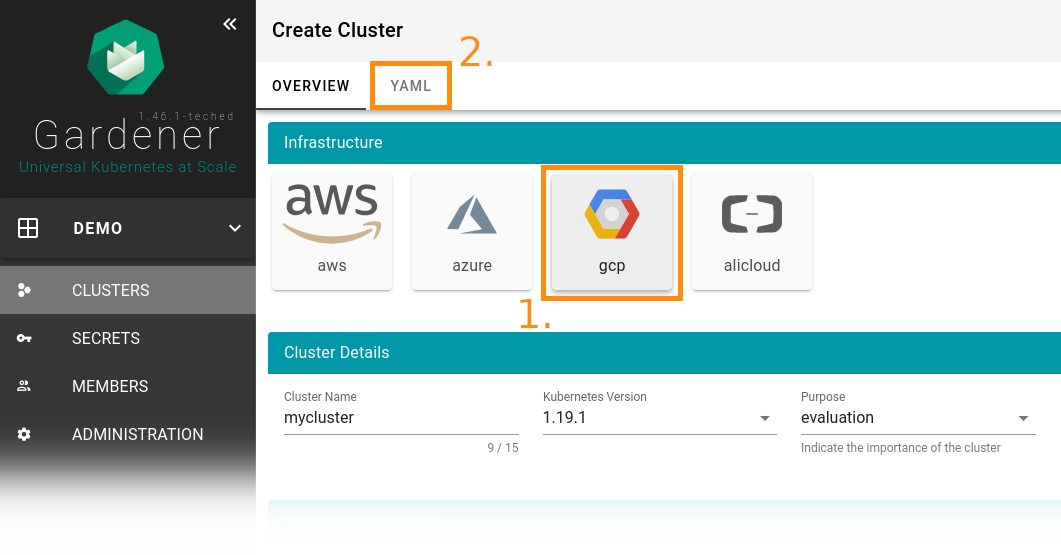 Create Cluster
2.
OVERVIEW
YAML
1.46.1-teched
Gardener
Universal Kubernetes at Scale
DEMO
CLUSTERS
SECRETS
MEMBERS
ADMINISTRATION
Infrastructure
aws
aws
azure
gcp
alicloud
1.
Cluster Details
Cluster Name
mycluster
9 / 15
Kubernetes Version
1.19.1
Purpose
evaluation
Indicate the importance of the cluster